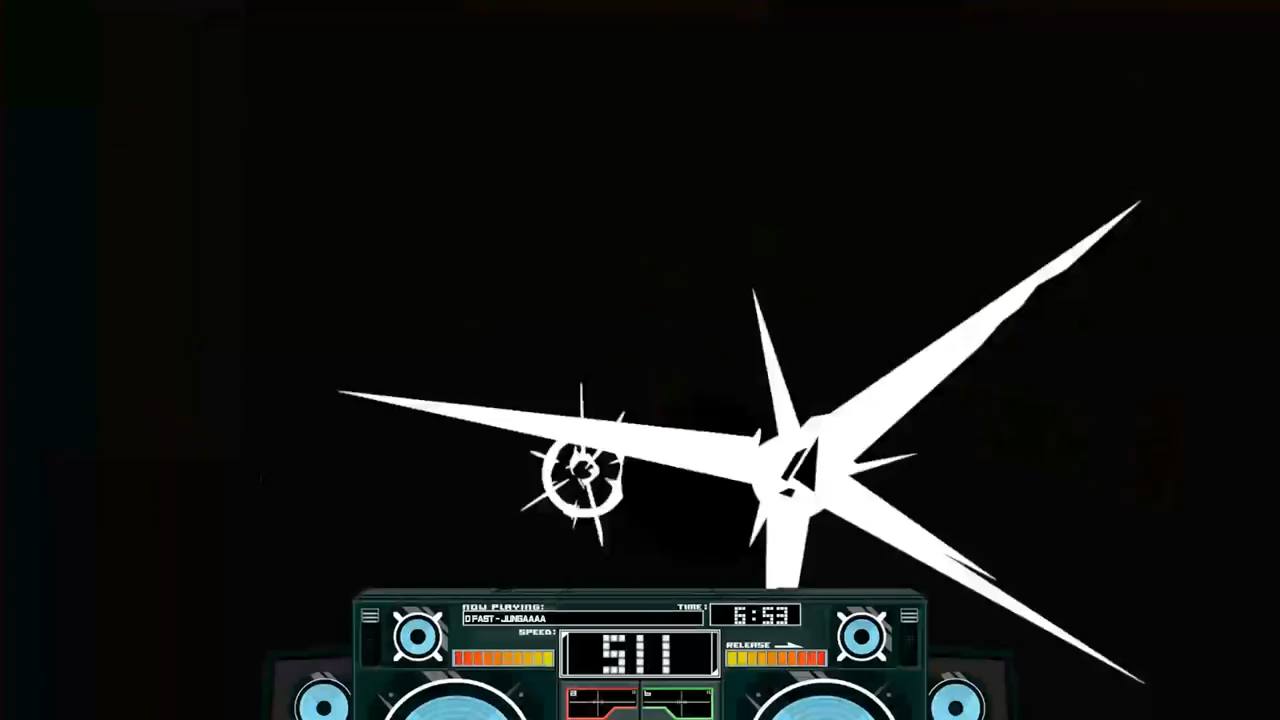 NOW PLAYING:
TIME:
6:53
D FAST - JUNGAAAA
SPEED:
511
RELEASE